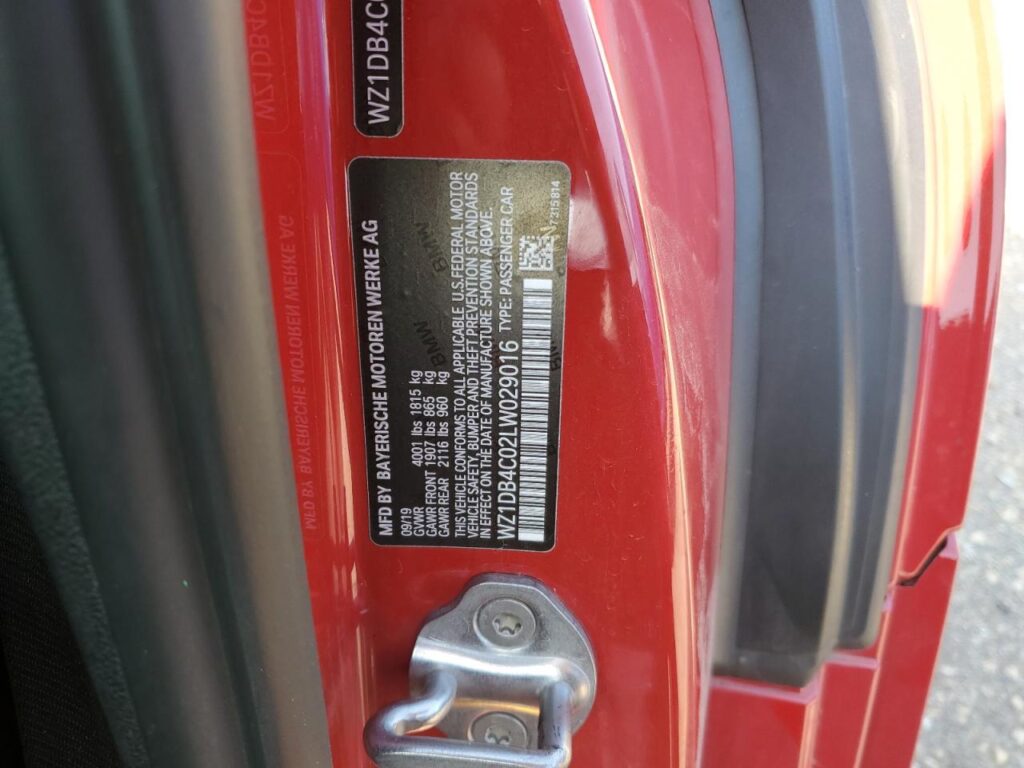 WZ1DB4C
MFD BY BAYERISCHE MOTOREN WERKE AG
09/19
GVWR 4001 lbs 1815 kg
GAWR FRONT 1907 lbs 865 kg
GAWR REAR 2116 lbs 960 kg
THIS VEHICLE CONFORMS TO ALL APPLICABLE U.S. FEDERAL MOTOR
VEHICLE SAFETY, BUMPER AND THEFT PREVENTION STANDARDS
IN EFFECT ON THE DATE OF MANUFACTURE SHOWN ABOVE.
WZ1DB4C02LW029016 TYPE: PASSENGER CAR
7315814
BMW
BMW